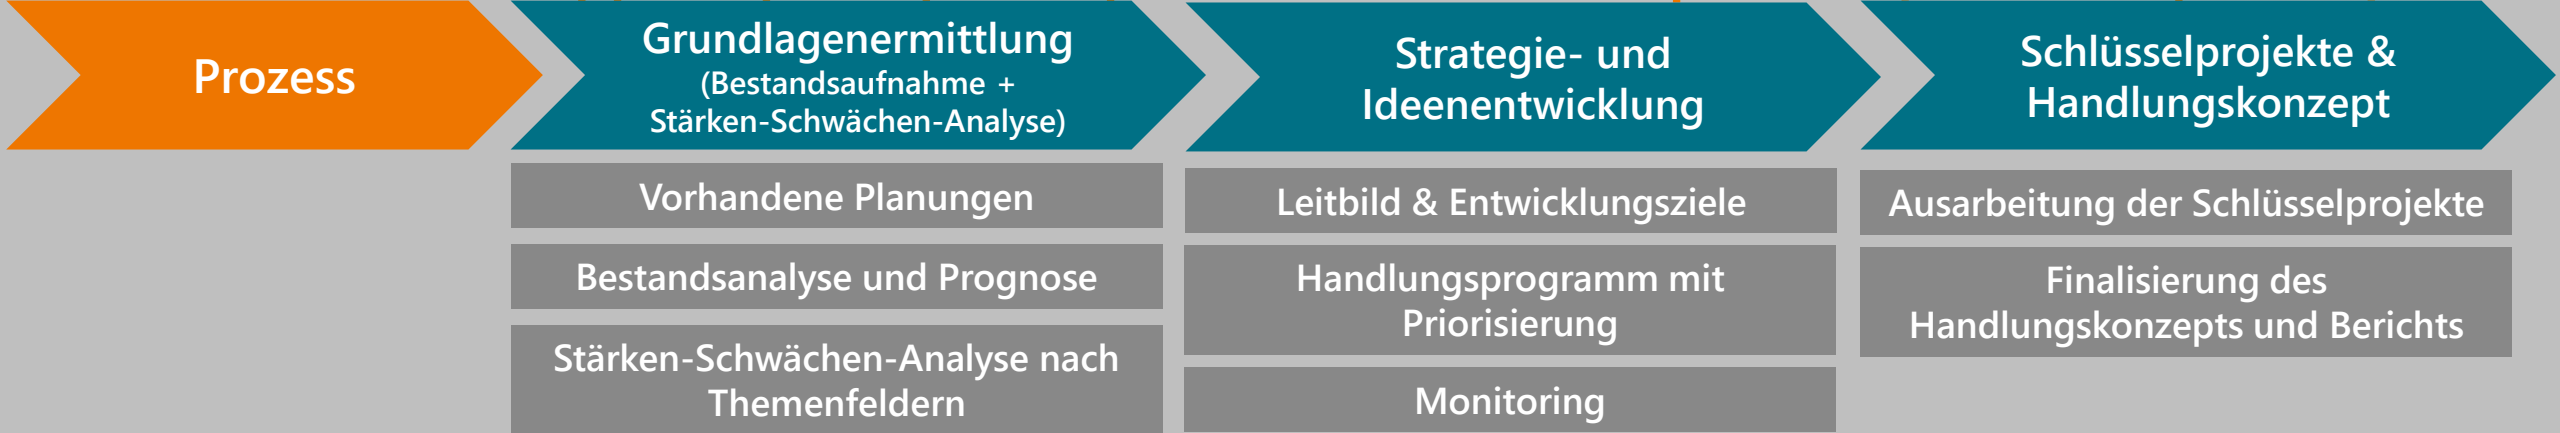 Prozess
Grundlagenermittlung
(Bestandsaufnahme +
Stärken-Schwächen-Analyse)
Vorhandene Planungen
Bestandsanalyse und Prognose
Stärken-Schwächen-Analyse nach
Themenfeldern
Strategie- und
Ideenentwicklung
Leitbild & Entwicklungsziele
Handlungsprogramm mit
Priorisierung
Monitoring
Schlüsselprojekte &
Handlungskonzept
Ausarbeitung der Schlüsselprojekte
Finalisierung des
Handlungskonzepts und Berichts